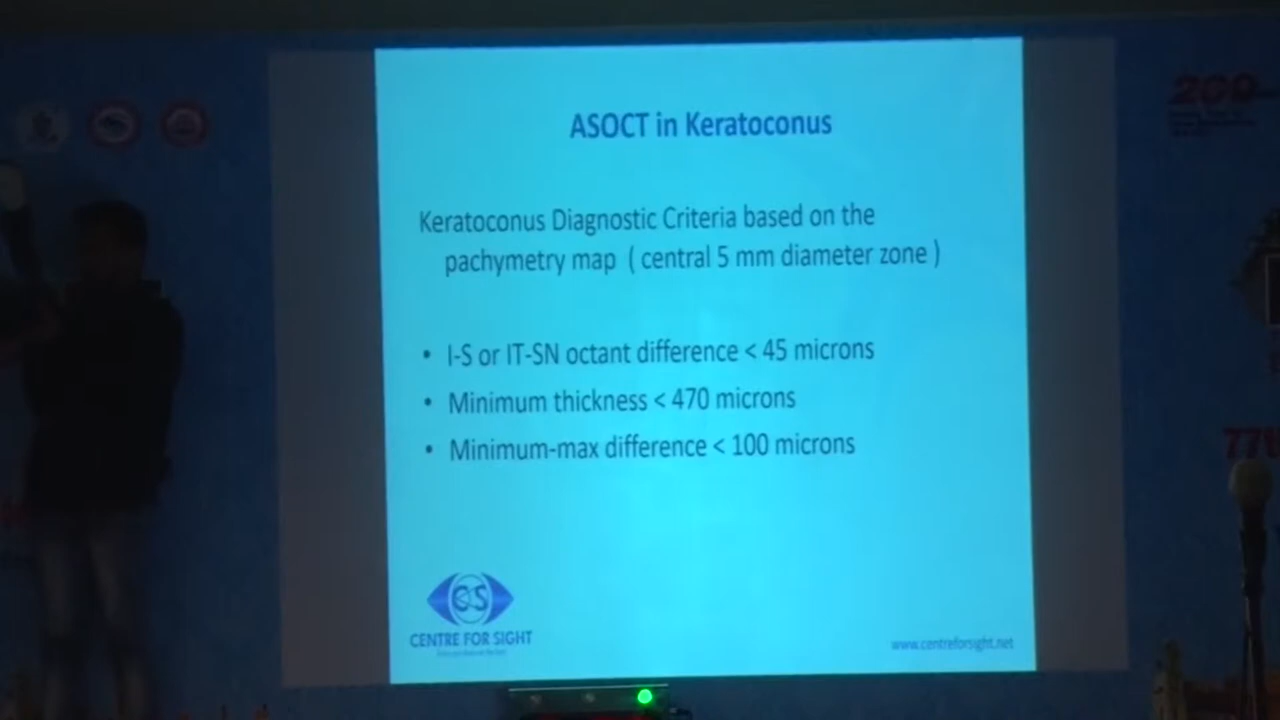 ASOCT in Keratoconus
Keratoconus Diagnostic Criteria based on the
pachymetry map ( central 5 mm diameter zone )
• I-S or IT-SN octant difference < 45 microns
• Minimum thickness < 470 microns
• Minimum-max difference < 100 microns
CENTRE FOR SIGHT
www.centreforsight.net
200